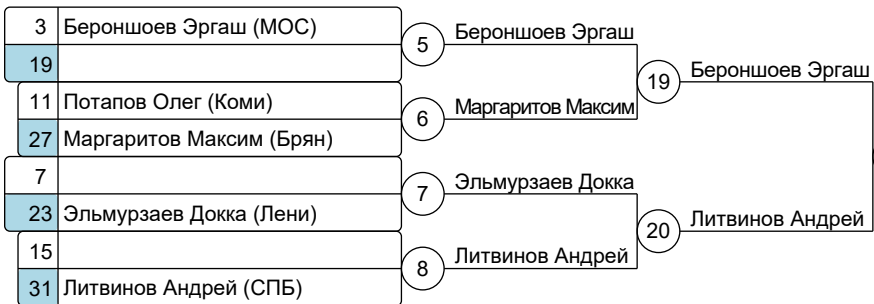 3 Бероншоев Эргаш (МОС)
5 Бероншоев Эргаш
19
19 Бероншоев Эргаш
11 Потапов Олег (Коми)
6 Маргаритов Максим
27 Маргаритов Максим (Брян)
7
7 Эльмурзаев Докка
23 Эльмурзаев Докка (Лени)
20 Литвинов Андрей
15
8 Литвинов Андрей
31 Литвинов Андрей (СПБ)